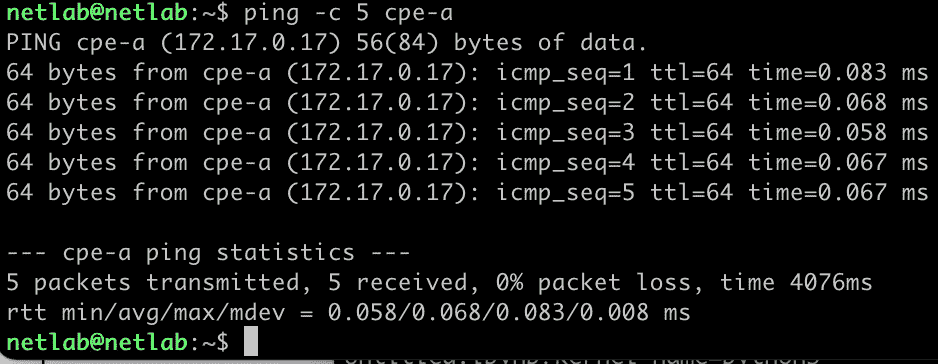 netlab@netlab:~$ ping -c 5 cpe-a
PING cpe-a (172.17.0.17) 56(84) bytes of data.
64 bytes from cpe-a (172.17.0.17): icmp_seq=1 ttl=64 time=0.083 ms
64 bytes from cpe-a (172.17.0.17): icmp_seq=2 ttl=64 time=0.068 ms
64 bytes from cpe-a (172.17.0.17): icmp_seq=3 ttl=64 time=0.058 ms
64 bytes from cpe-a (172.17.0.17): icmp_seq=4 ttl=64 time=0.067 ms
64 bytes from cpe-a (172.17.0.17): icmp_seq=5 ttl=64 time=0.067 ms
--- cpe-a ping statistics ---
5 packets transmitted, 5 received, 0% packet loss, time 4076ms
rtt min/avg/max/mdev = 0.058/0.068/0.083/0.008 ms
netlab@netlab:~$